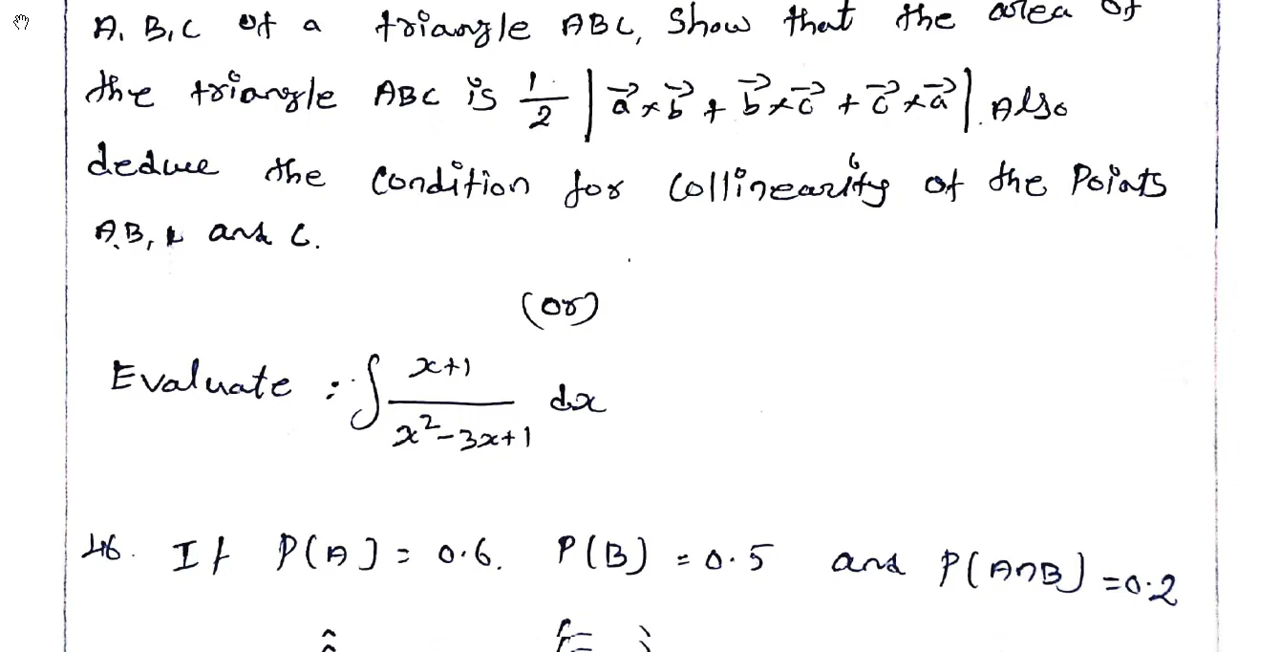 A, B, C of a triangle ABC, Show that the area of
the triangle ABC is 1/2 |a⃗ × b⃗ + b⃗ × c⃗ + c⃗ × a⃗|. Also
deduce the condition for collinearity of the Points
A, B, and C.
(or)
Evaluate : ∫ x+1 / x²-3x+1 dx
46. If P(A) = 0.6, P(B) = 0.5 and P(A∩B) = 0.2